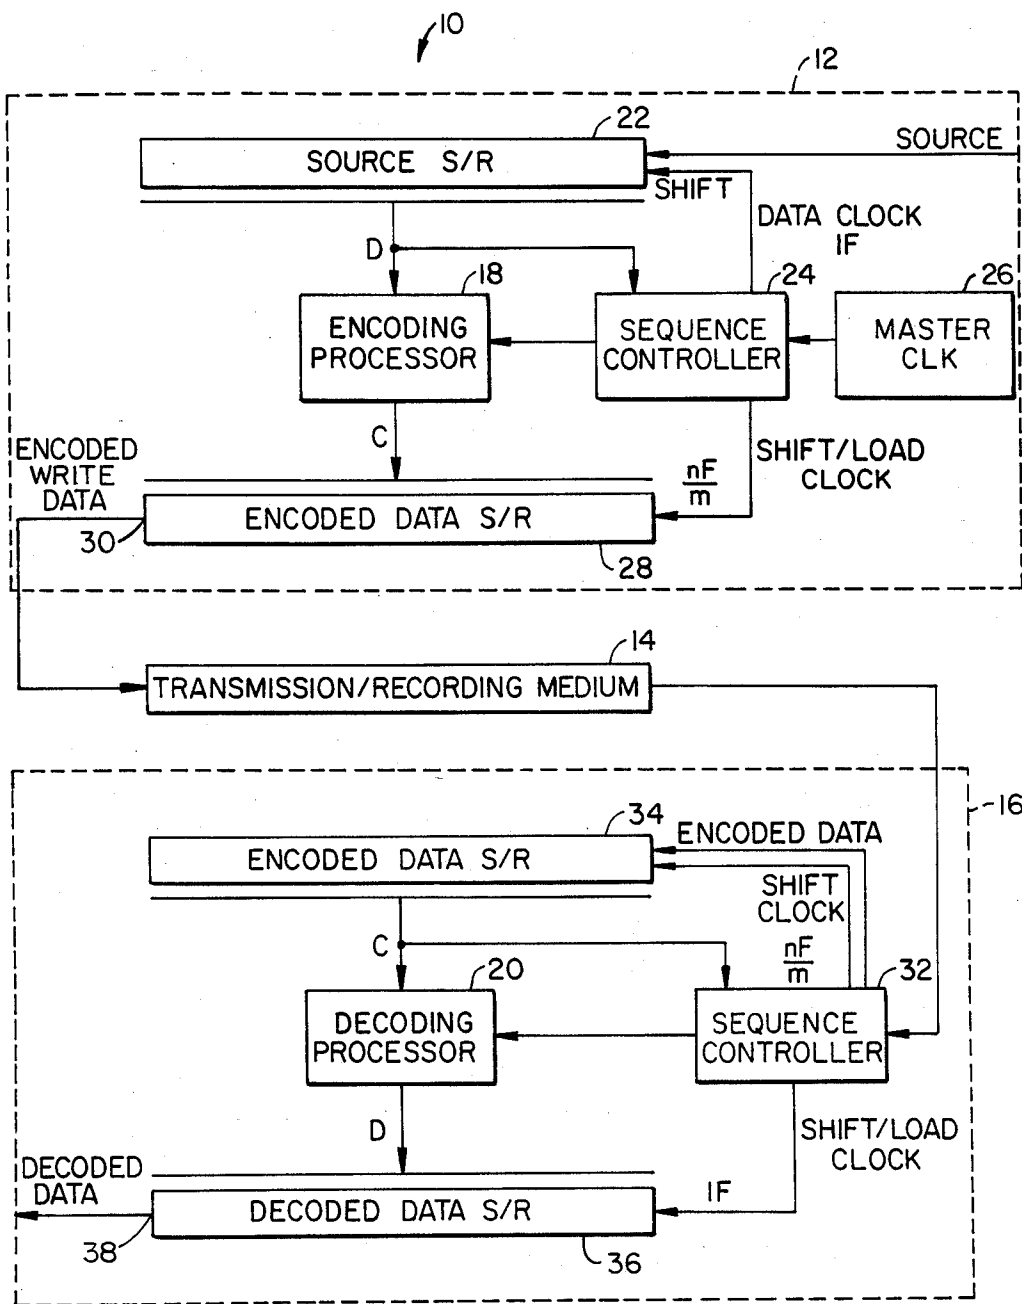 10
12
22
SOURCE
SOURCE S/R
SHIFT
DATA CLOCK
1F
D
18
24
26
ENCODING
PROCESSOR
SEQUENCE
CONTROLLER
MASTER
CLK
C
ENCODED
WRITE
DATA
nF
m
SHIFT/LOAD
CLOCK
ENCODED DATA S/R
30
28
14
TRANSMISSION/RECORDING MEDIUM
16
34
ENCODED DATA
ENCODED DATA S/R
SHIFT
CLOCK
C
nF
m
20
32
DECODING
PROCESSOR
SEQUENCE
CONTROLLER
D
SHIFT/LOAD
CLOCK
DECODED
DATA
1F
DECODED DATA S/R
38
36